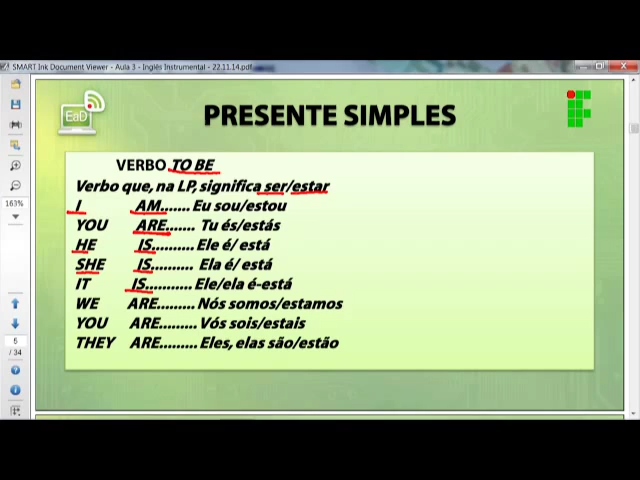 SMART Ink Document Viewer - Aula 3 - Inglês Instrumental - 22.11.14.pdf
EaD
PRESENTE SIMPLES
VERBO TO BE
Verbo que, na LP, significa ser/estar
I AM....... Eu sou/estou
YOU ARE....... Tu és/estás
HE IS.......... Ele é/ está
SHE IS.......... Ela é/ está
IT IS........... Ele/ela é-está
WE ARE......... Nós somos/estamos
YOU ARE......... Vós sois/estais
THEY ARE......... Eles, elas são/estão
163%
5
/ 34